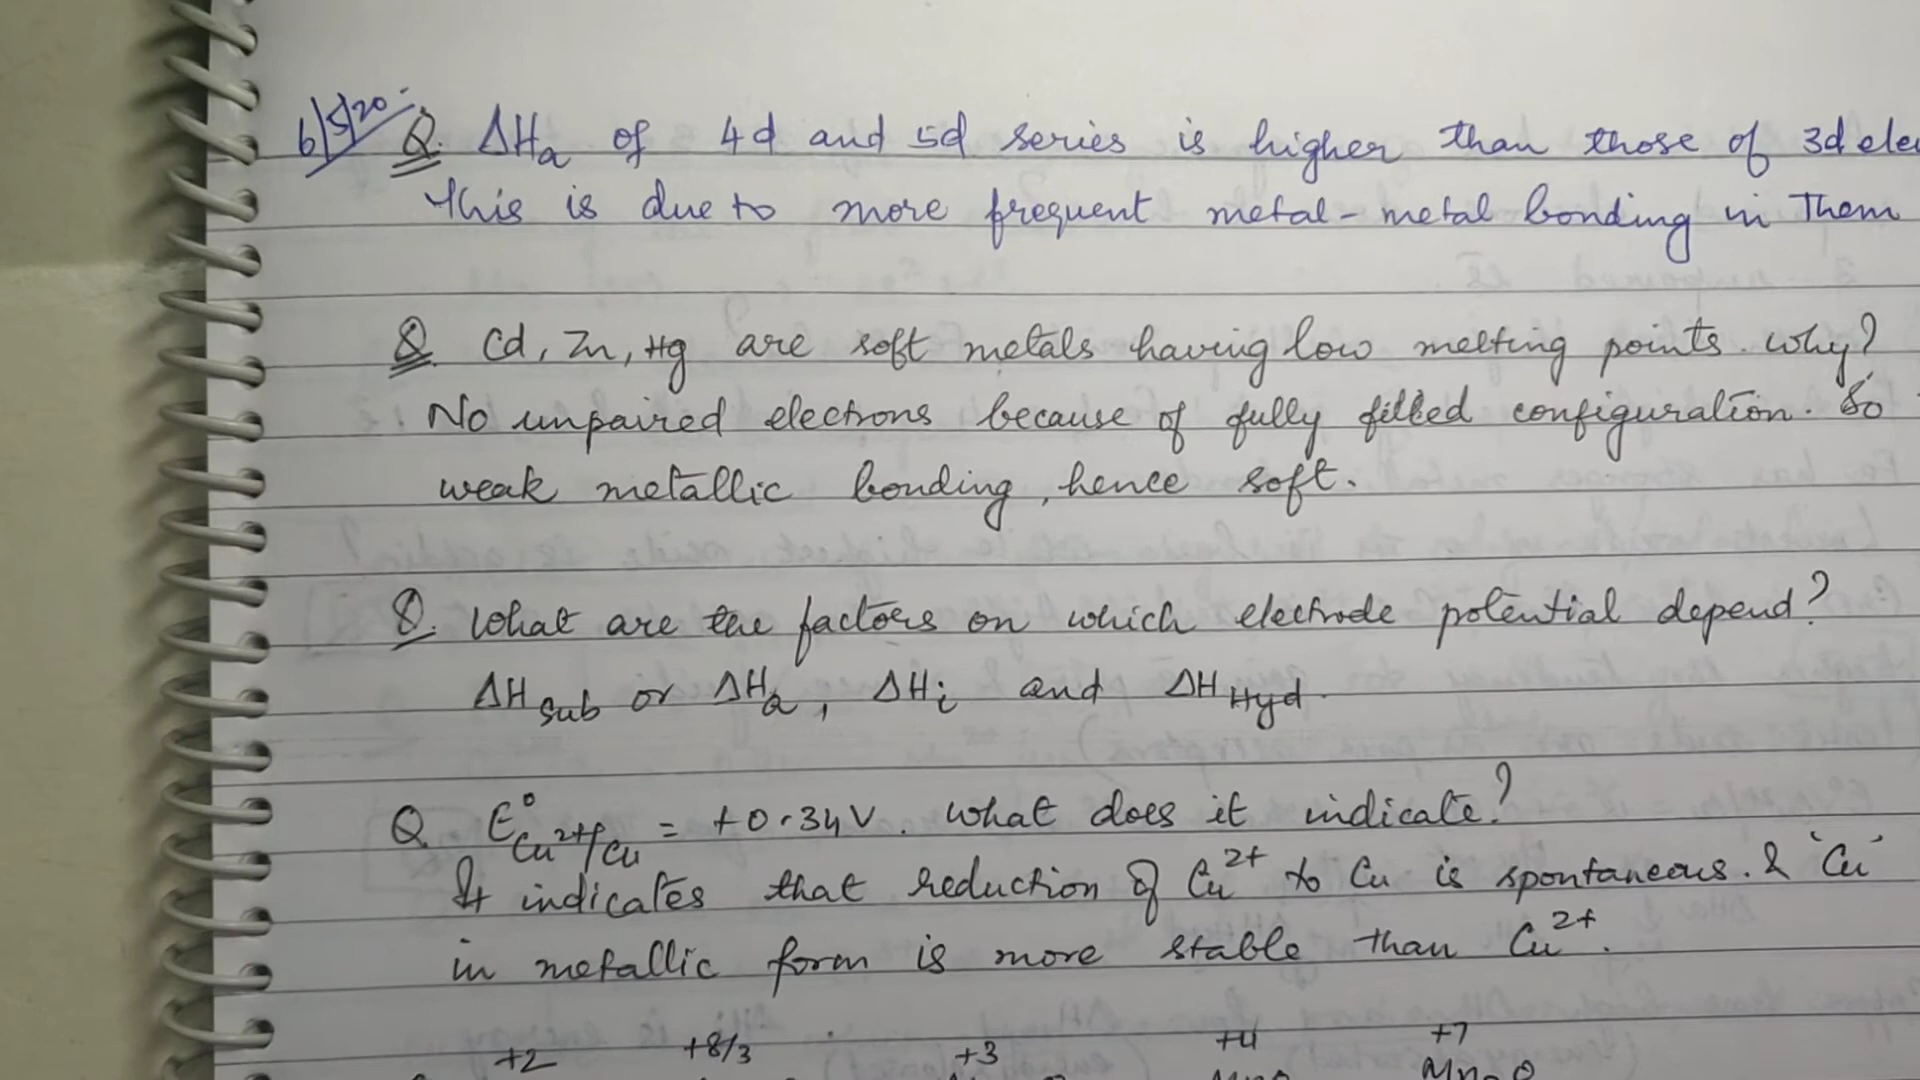 6/5/20. Q. ΔHa of 4d and 5d series is higher than those of 3d ele
This is due to more frequent metal-metal bonding in Them
Q. Cd, Zn, Hg are soft metals having low melting points. Why?
No unpaired electrons because of fully filled configuration. So
weak metallic bonding, hence soft.
Q. What are the factors on which electrode potential depend?
ΔH sub or ΔHa, ΔHi and ΔH Hyd.
Q E°Cu²⁺/Cu = +0.34V. What does it indicate?
It indicates that reduction of Cu²⁺ to Cu is spontaneous. & 'Cu'
in metallic form is more stable than Cu²⁺.
+2 +8/3 +3 +4 +7